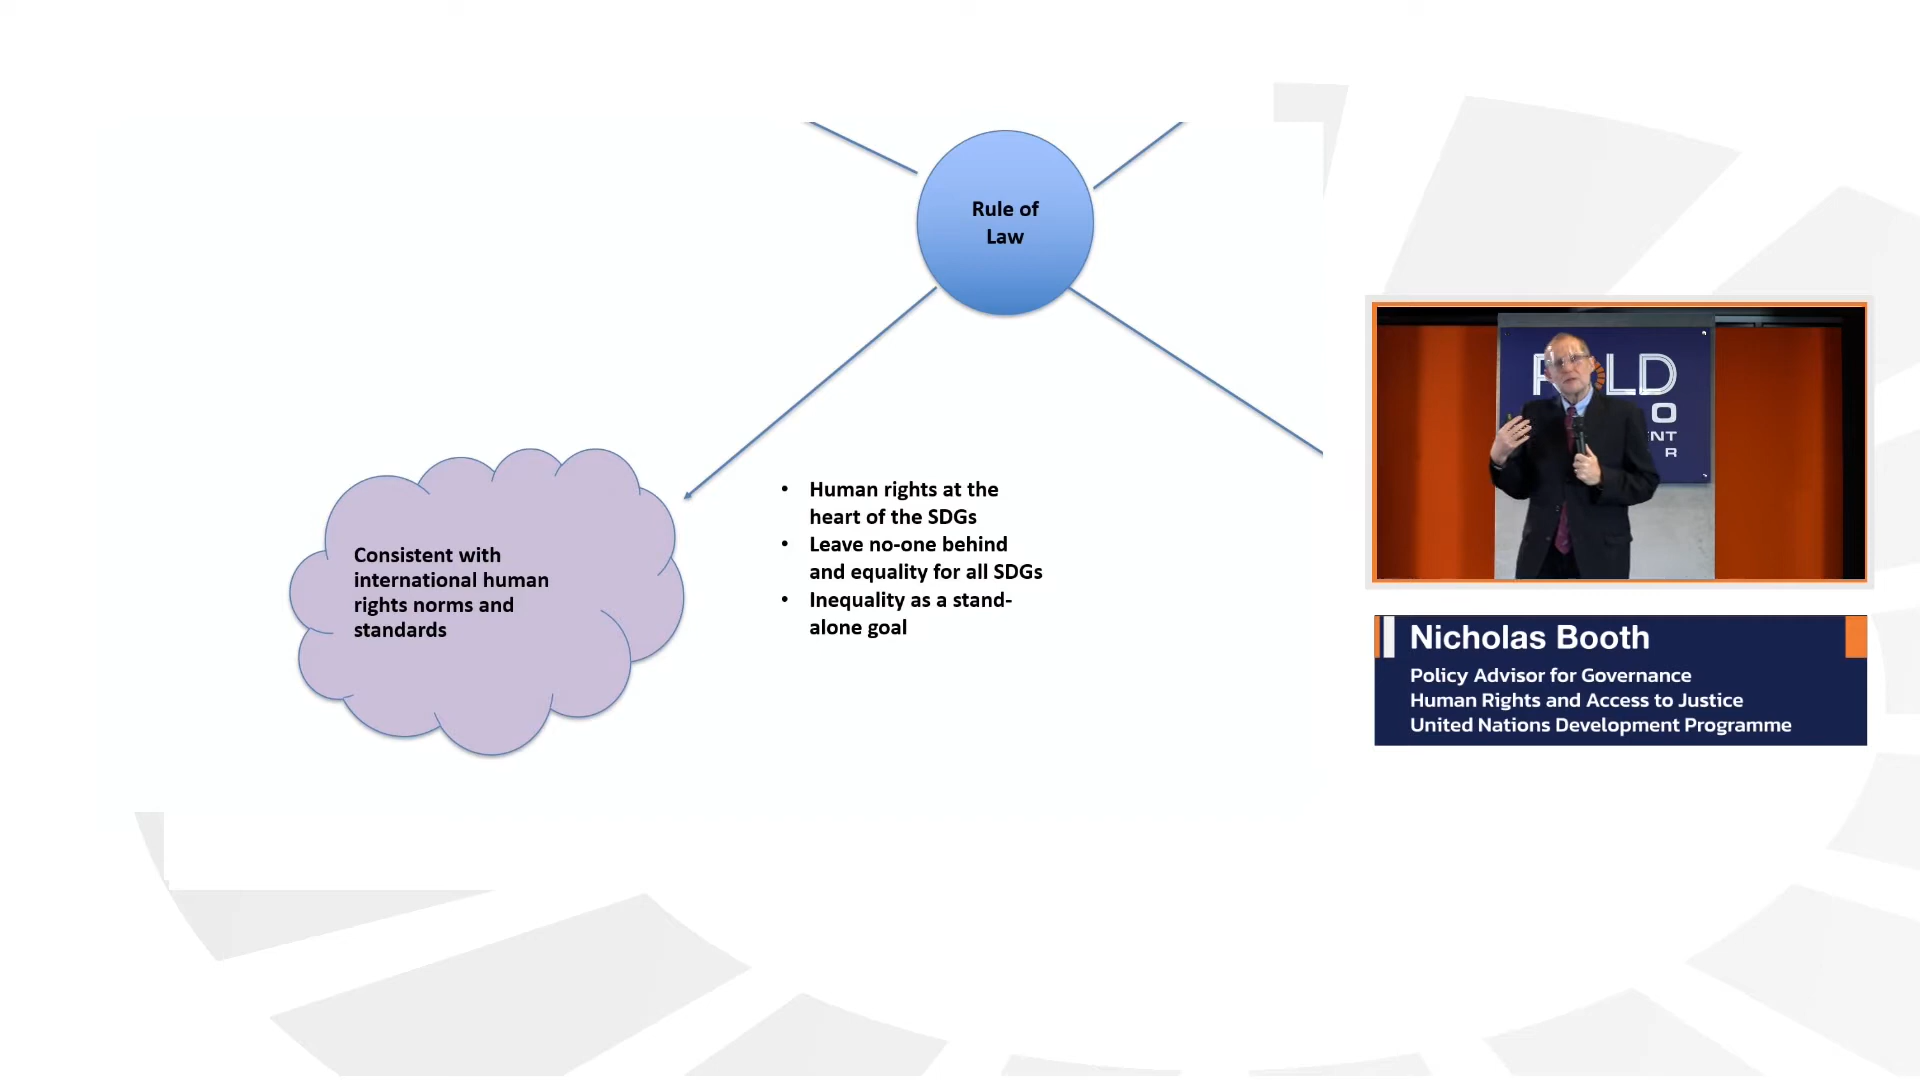 Rule of
Law
Consistent with
international human
rights norms and
standards
• Human rights at the
heart of the SDGs
• Leave no-one behind
and equality for all SDGs
• Inequality as a stand-
alone goal
LD
O
NT
R
Nicholas Booth
Policy Advisor for Governance
Human Rights and Access to Justice
United Nations Development Programme